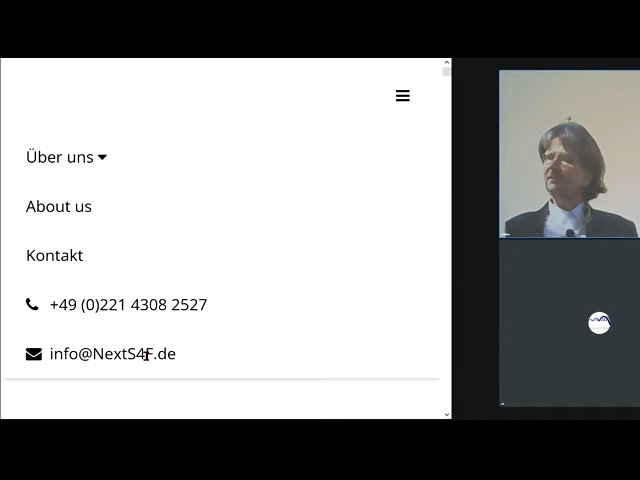 Über uns
About us
Kontakt
+49 (0)221 4308 2527
info@NextS4F.de